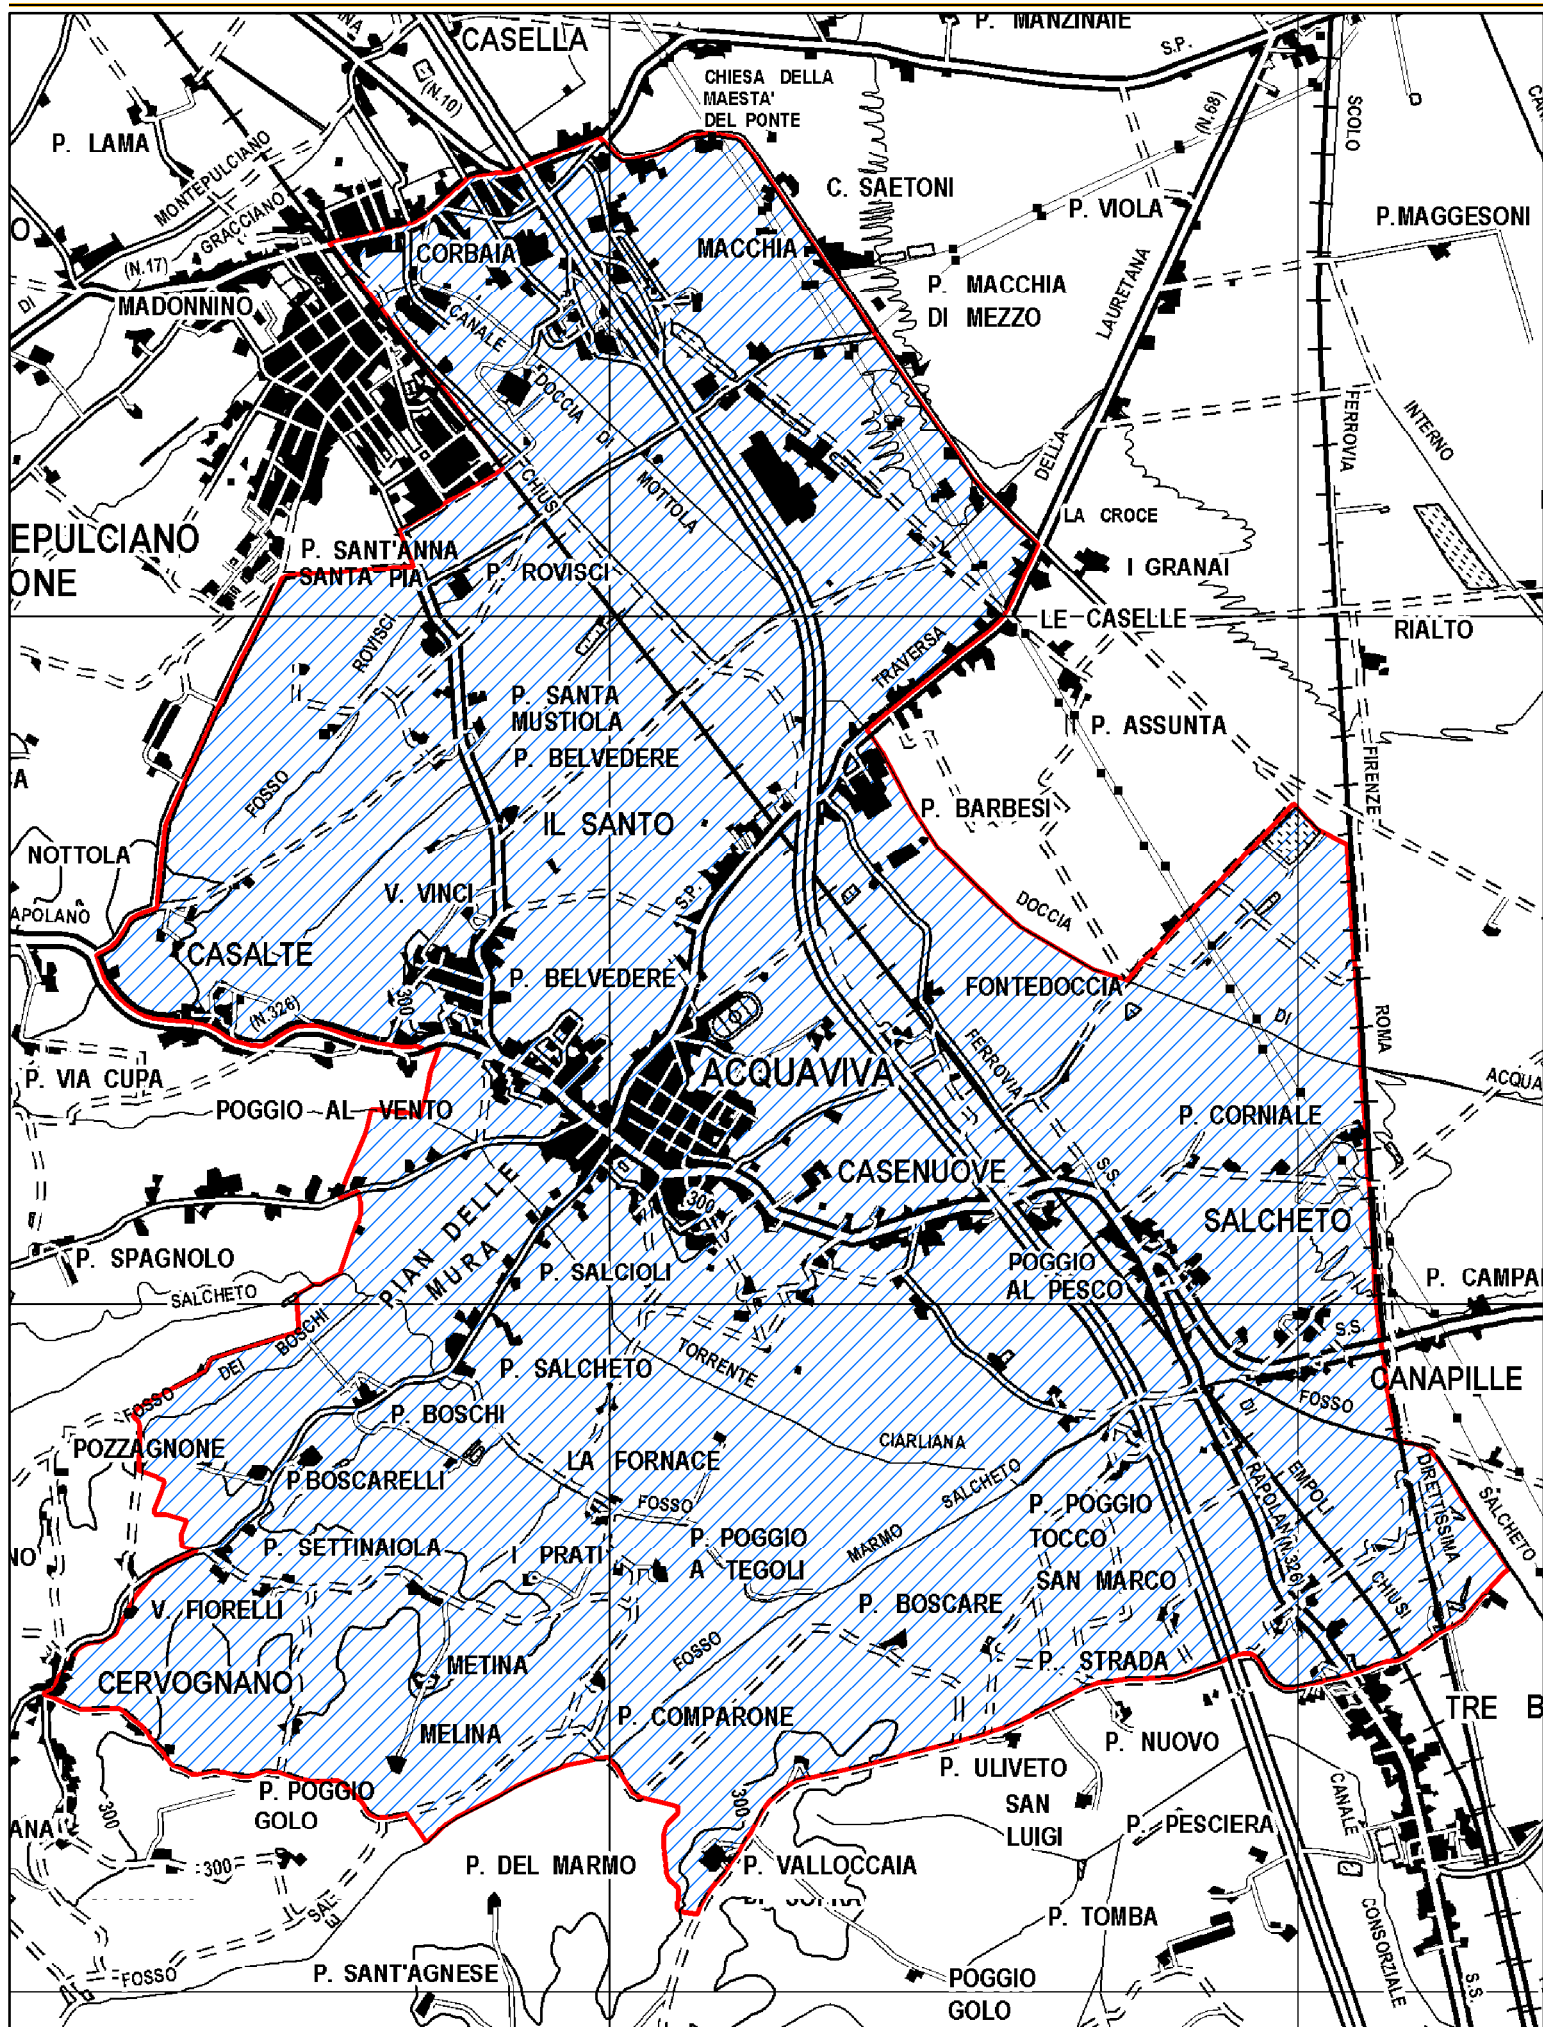 CASELLA
P. MANZINAIE
S.P.
(N.10)
CHIESA DELLA
MAESTA'
DEL PONTE
P. LAMA
MONTEPULCIANO
GRACCIANO
(N.17)
DI
MADONNINO
CORBAIA
MACCHIA
C. SAETONI
P. VIOLA
(N.68)
SCOLO
P.MAGGESONI
P. MACCHIA
DI MEZZO
LAURETANA
CANALE
DOCCIA
DI
MOTTOLA
CHIUSI
DELLA
FERROVIA
INTERNO
LA CROCE
EPULCIANO
ONE
P. SANT'ANNA
SANTA PIA
P. ROVISCI
I GRANAI
LE CASELLE
RIALTO
ROVISCI
FOSSO
TRAVERSA
P. SANTA
MUSTIOLA
P. BELVEDERE
P. ASSUNTA
FIRENZE
IL SANTO
P. BARBESI
NOTTOLA
APOLANO
V. VINCI
S.P.
DOCCIA
CASALTE
(N.326)
300
P. BELVEDERE
FONTEDOCCIA
DI
ROMA
P. VIA CUPA
ACQUAVIVA
FERROVIA
ACQUA
POGGIO AL VENTO
P. CORNIALE
CASENUOVE
S.S.
300
SALCHETO
PIAN DELLE
MURA
P. SPAGNOLO
P. SALCIOLI
POGGIO
AL PESCO
P. CAMPA
SALCHETO
BOSCHI
DEI
FOSSO
TORRENTE
S.S.
P. SALCHETO
CANAPILLE
P. BOSCHI
FOSSO
DI
CIARLIANA
POZZAGNONE
LA FORNACE
P.BOSCARELLI
SALCHETO
FOSSO
P. POGGIO
TOCCO
RAPOLANO
(N.326)
EMPOLI
DIRETTISSIMA
SALCHETO
P. SETTINAIOLA
I PRATI
P. POGGIO
A TEGOLI
MARMO
SAN MARCO
CHIUSI
V. FIORELLI
P. BOSCARE
METINA
FOSSO
P. STRADA
CERVOGNANO
P. COMPARONE
TRE B
MELINA
P. NUOVO
P. ULIVETO
P. POGGIO
GOLO
300
300
SAN
LUIGI
P. PESCIERA
CANALE
ANA
300
P. DEL MARMO
P. VALLOCCAIA
P. TOMBA
CONSORZIALE
FOSSO
P. SANT'AGNESE
POGGIO
GOLO
S.S.